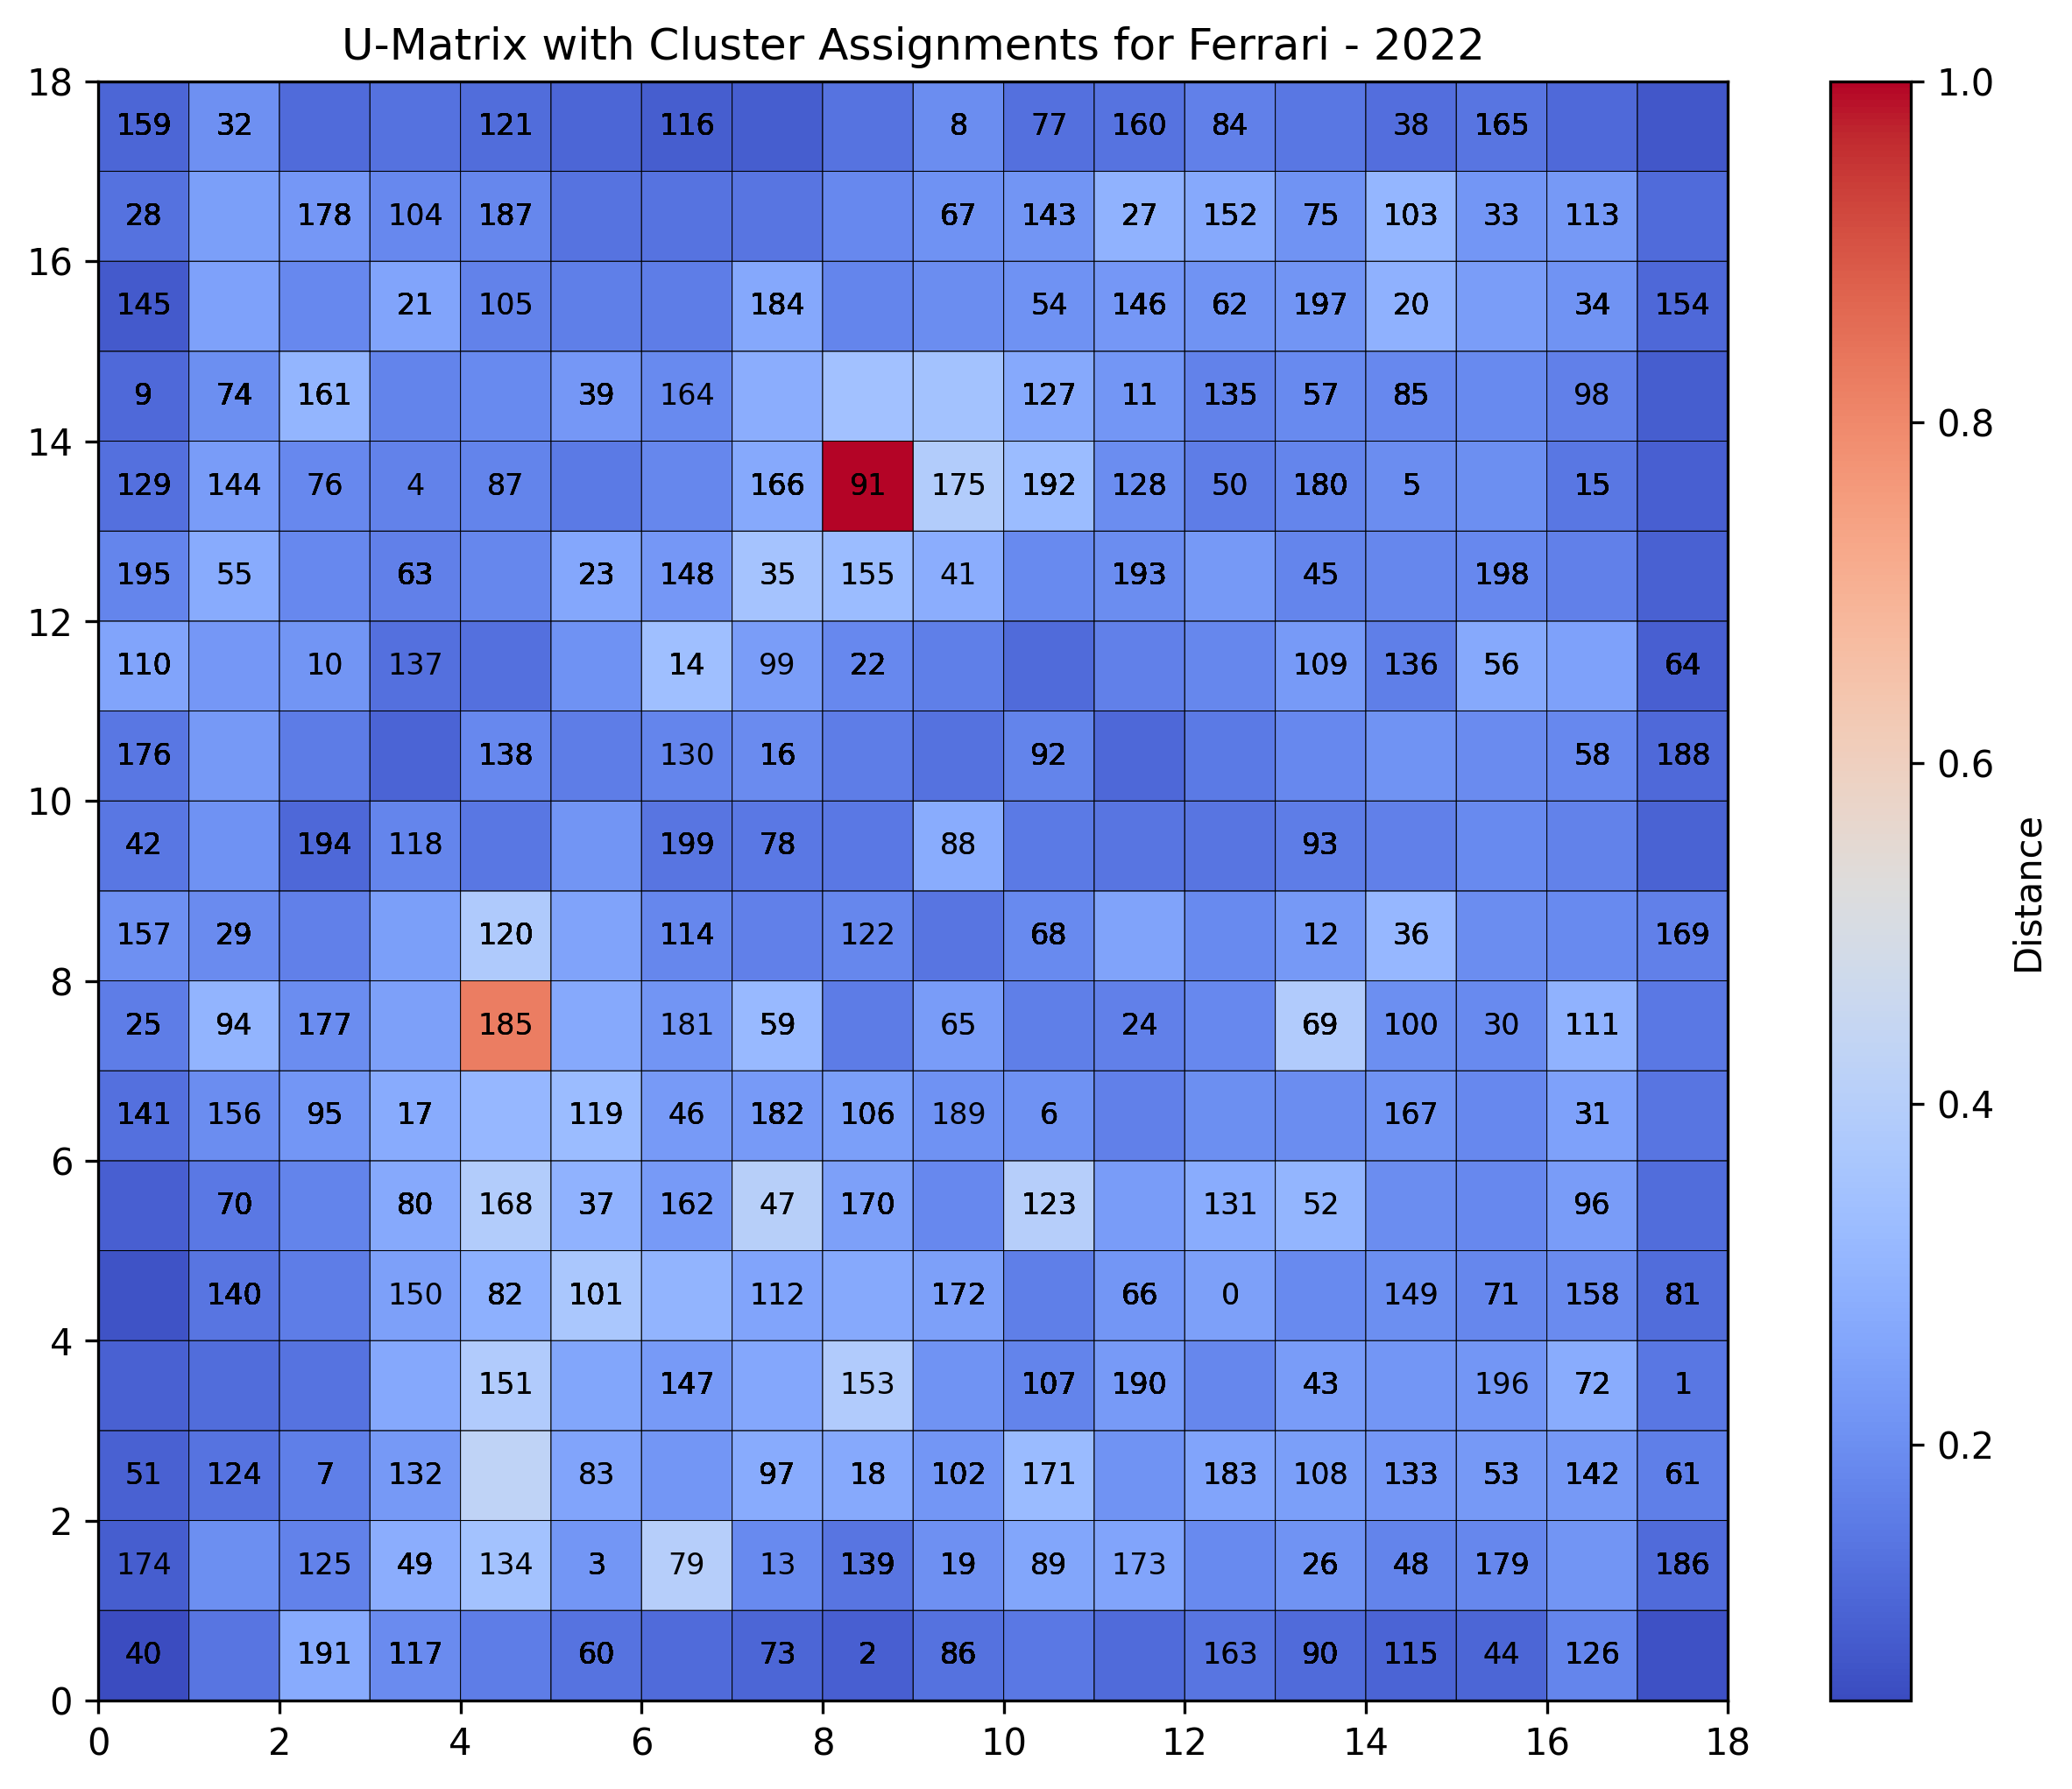 U-Matrix with Cluster Assignments for Ferrari - 2022
18 159 32 121 116 8 77 160 84 38 165 1.0
28 178 104 187 67 143 27 152 75 103 33 113
16
145 21 105 184 54 146 62 197 20 34 154
9 74 161 39 164 127 11 135 57 85 98 0.8
14
129 144 76 4 87 166 91 175 192 128 50 180 5 15
195 55 63 23 148 35 155 41 193 45 198
12
110 10 137 14 99 22 109 136 56 64
176 138 130 16 92 58 188 0.6
10
42 194 118 199 78 88 93
157 29 120 114 122 68 12 36 169
Distance
8
25 94 177 185 181 59 65 24 69 100 30 111
141 156 95 17 119 46 182 106 189 6 167 31 0.4
6
70 80 168 37 162 47 170 123 131 52 96
140 150 82 101 112 172 66 0 149 71 158 81
4
151 147 153 107 190 43 196 72 1
51 124 7 132 83 97 18 102 171 183 108 133 53 142 61 0.2
2
174 125 49 134 3 79 13 139 19 89 173 26 48 179 186
40 191 117 60 73 2 86 163 90 115 44 126
0
0 2 4 6 8 10 12 14 16 18